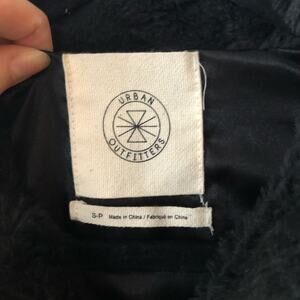 URBAN
OUTFITTERS
S-P Made in China / Fabriqué en Chine